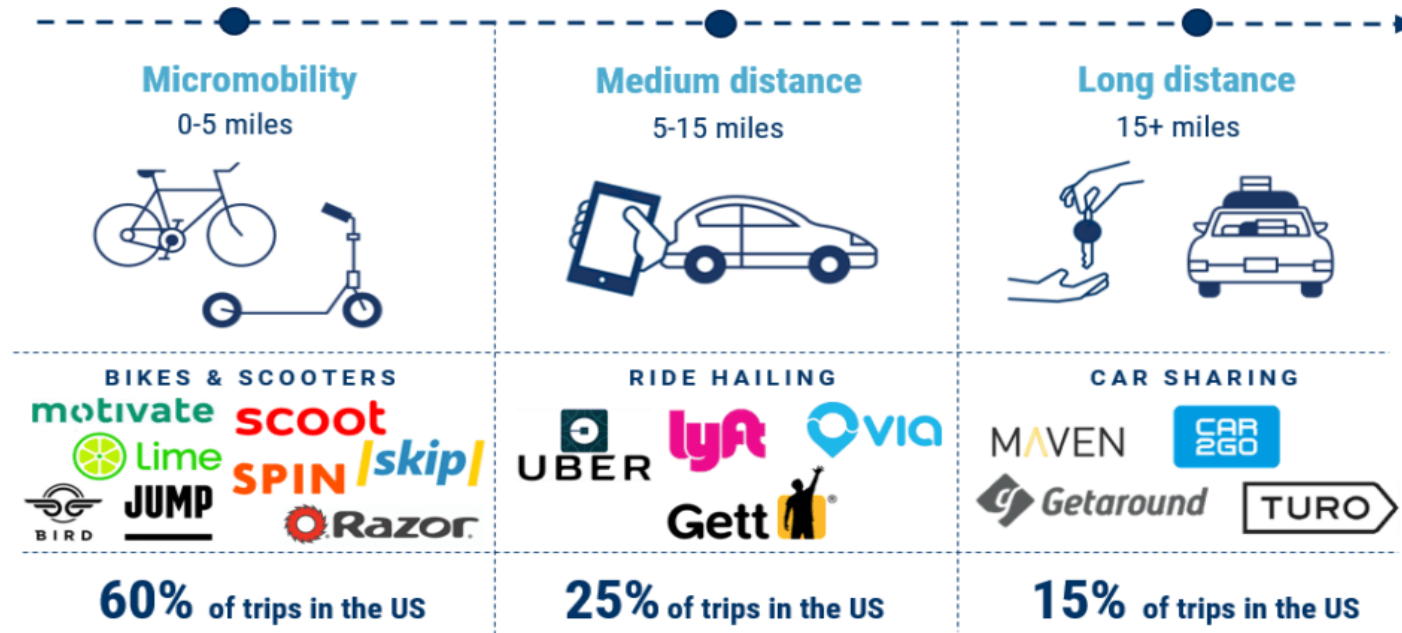 Micromobility
0-5 miles
Medium distance
5-15 miles
Long distance
15+ miles
BIKES & SCOOTERS
motivate
scoot
Lime
SPIN
/skip/
BIRD
JUMP
Razor
RIDE HAILING
UBER
lyft
via
Gett®
CAR SHARING
MAVEN
CAR
2GO
Getaround
TURO
60% of trips in the US
25% of trips in the US
15% of trips in the US